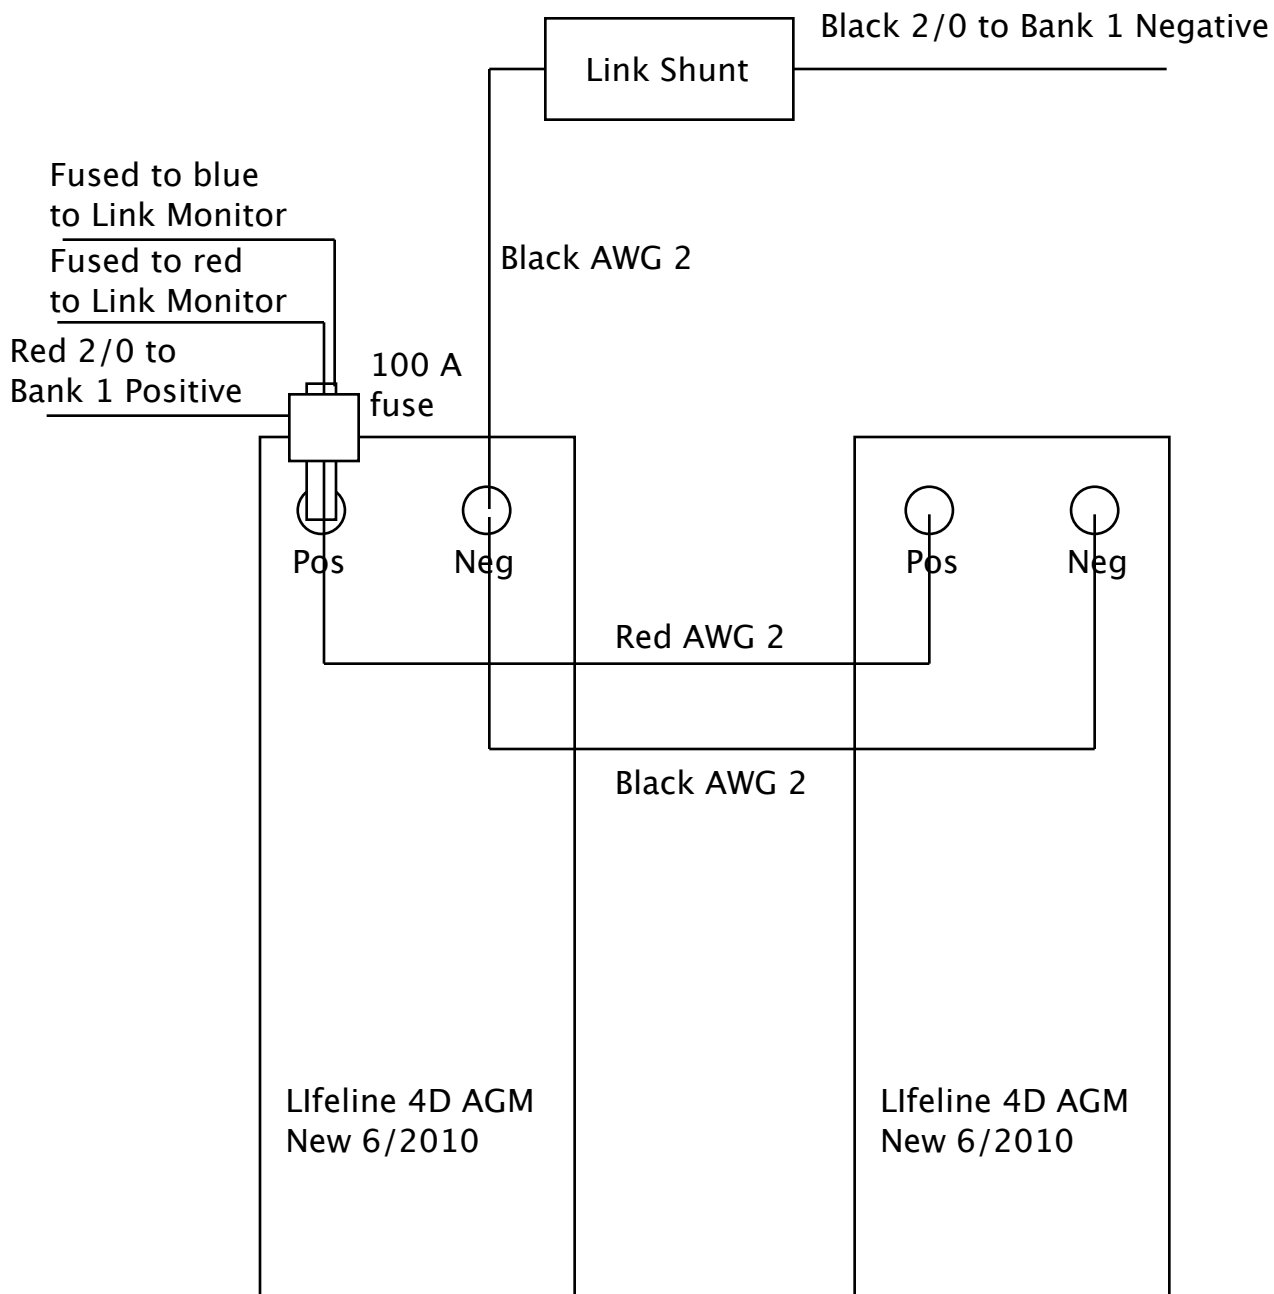 Black 2/0 to Bank 1 Negative
Link Shunt
Fused to blue
to Link Monitor
Black AWG 2
Fused to red
to Link Monitor
Red 2/0 to
Bank 1 Positive
100 A
fuse
Pos
Neg
Pos
Neg
Red AWG 2
Black AWG 2
LIfeline 4D AGM
New 6/2010
LIfeline 4D AGM
New 6/2010